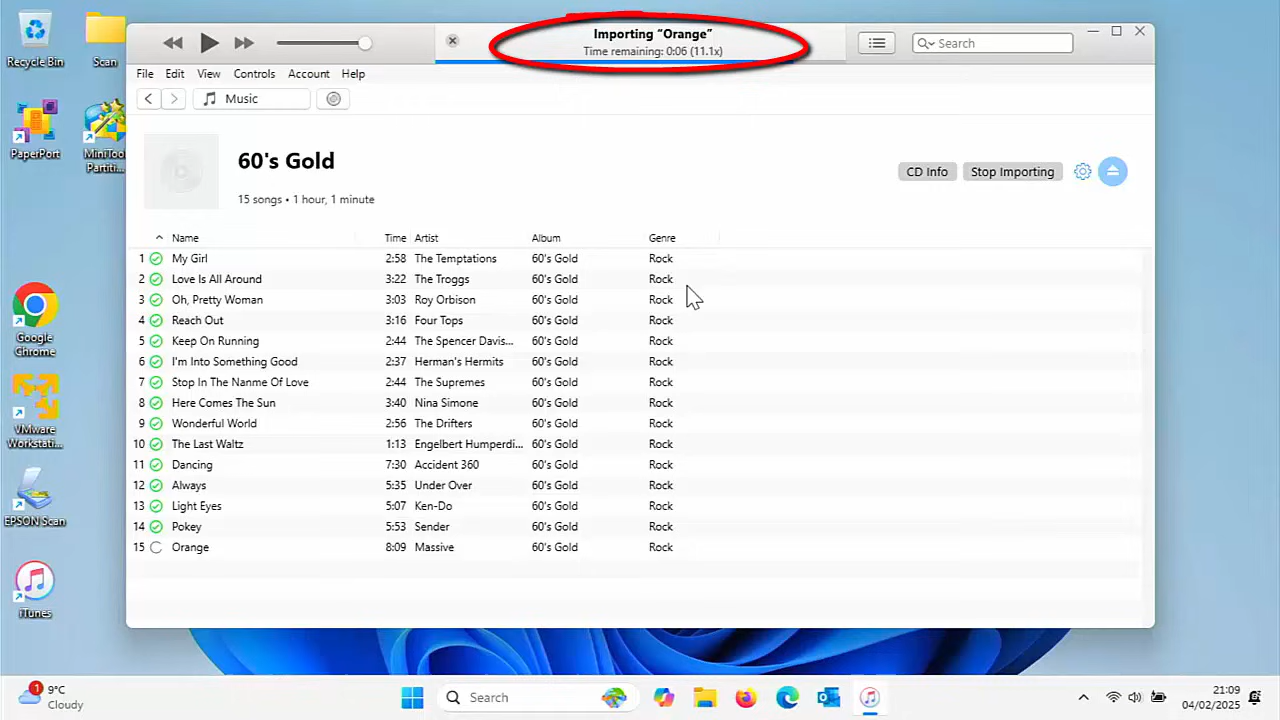 Importing “Orange”
Time remaining: 0:06 (11.1x)
Search
File Edit View Controls Account Help
Music
60's Gold
15 songs • 1 hour, 1 minute
CD Info Stop Importing
Name Time Artist Album Genre
1 My Girl 2:58 The Temptations 60's Gold Rock
2 Love Is All Around 3:22 The Troggs 60's Gold Rock
3 Oh, Pretty Woman 3:03 Roy Orbison 60's Gold Rock
4 Reach Out 3:16 Four Tops 60's Gold Rock
5 Keep On Running 2:44 The Spencer Davis... 60's Gold Rock
6 I'm Into Something Good 2:37 Herman's Hermits 60's Gold Rock
7 Stop In The Nanme Of Love 2:44 The Supremes 60's Gold Rock
8 Here Comes The Sun 3:40 Nina Simone 60's Gold Rock
9 Wonderful World 2:56 The Drifters 60's Gold Rock
10 The Last Waltz 1:13 Engelbert Humperdi... 60's Gold Rock
11 Dancing 7:30 Accident 360 60's Gold Rock
12 Always 5:35 Under Over 60's Gold Rock
13 Light Eyes 5:07 Ken-Do 60's Gold Rock
14 Pokey 5:53 Sender 60's Gold Rock
15 Orange 8:09 Massive 60's Gold Rock
Recycle Bin
Scan
PaperPort
MiniTool
Partiti...
Google
Chrome
VMware
Workstati...
EPSON Scan
iTunes
1
9°C
Cloudy
Search
21:09
04/02/2025